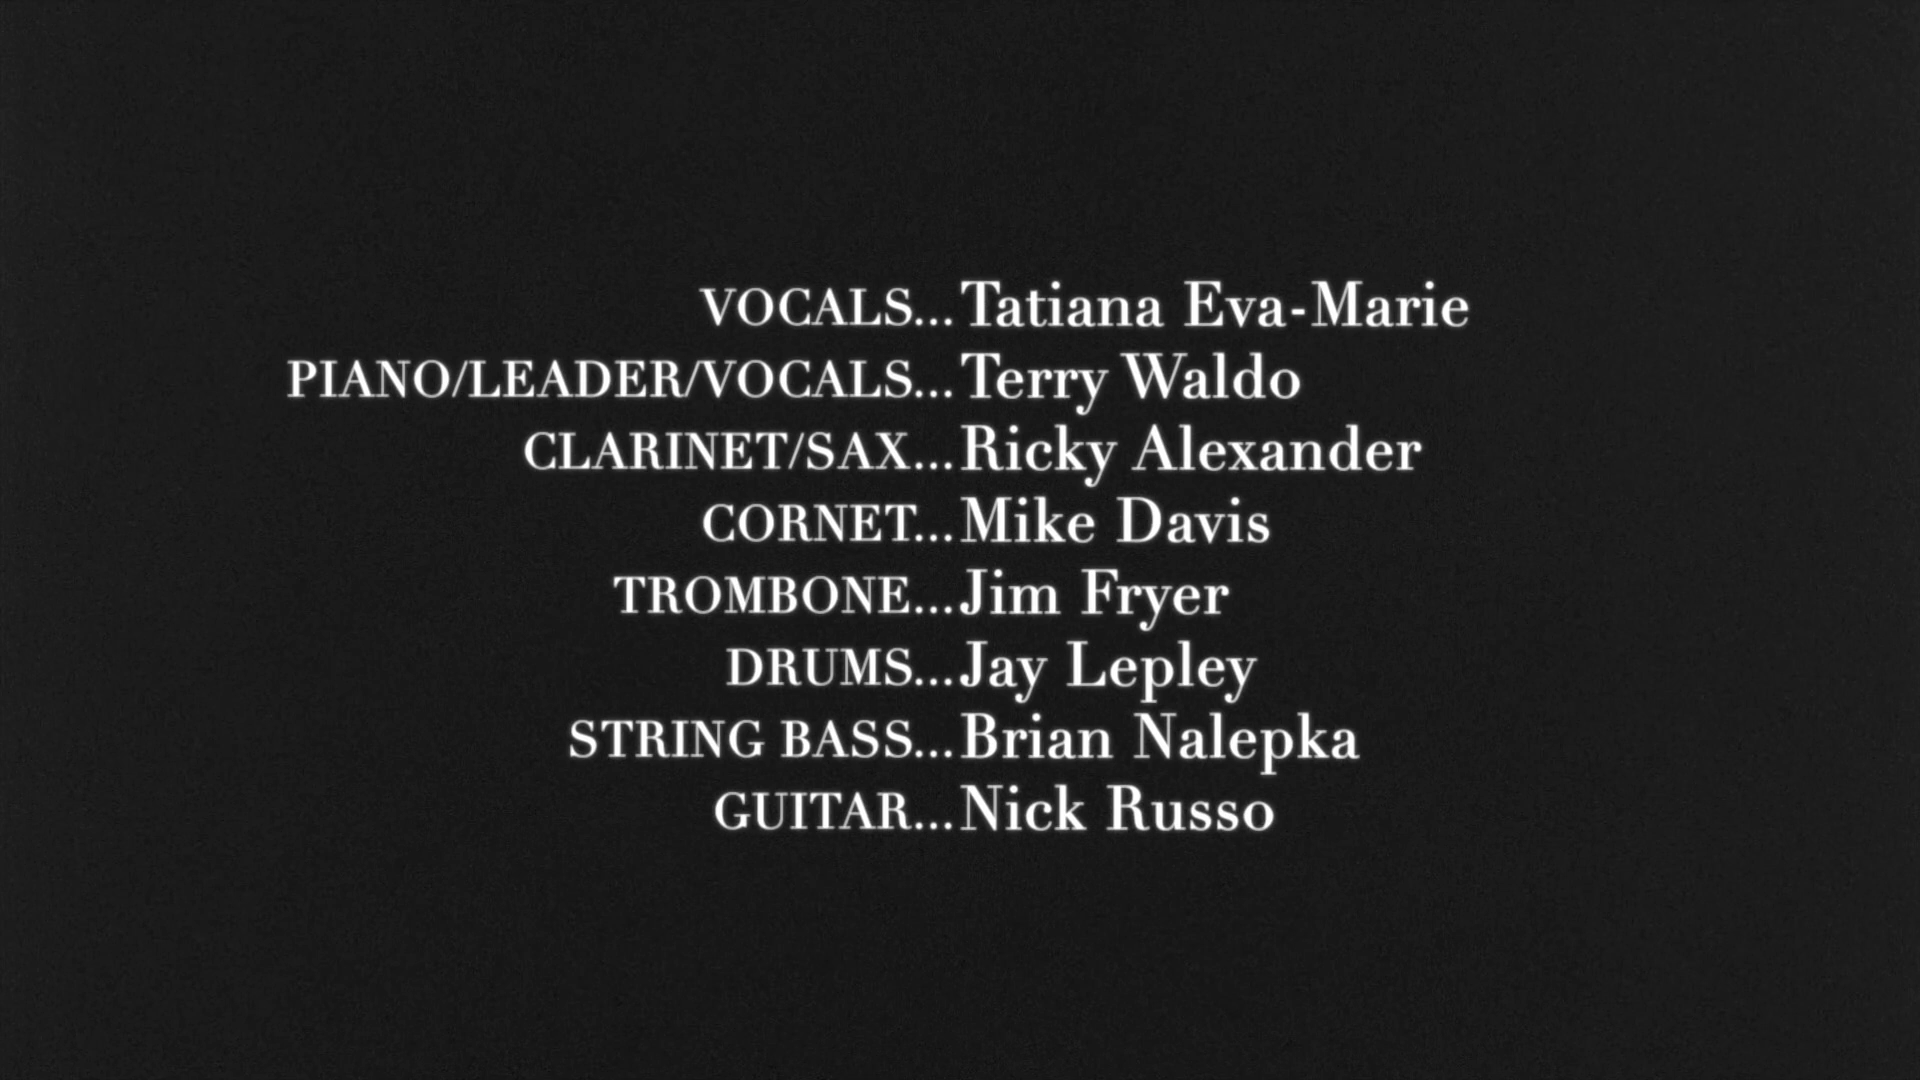 VOCALS...Tatiana Eva-Marie
PIANO/LEADER/VOCALS...Terry Waldo
CLARINET/SAX...Ricky Alexander
CORNET...Mike Davis
TROMBONE...Jim Fryer
DRUMS...Jay Lepley
STRING BASS...Brian Nalepka
GUITAR...Nick Russo